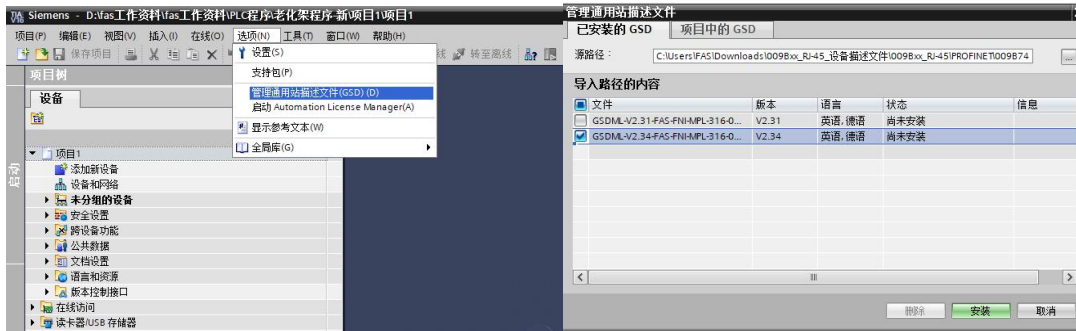 Siemens - D:\fas工作资料\fas工作资料\PLC程序\老化架程序-新\项目1\项目1
项目(P) 编辑(E) 视图(V) 插入(I) 在线(O) 选项(N) 工具(T) 窗口(W) 帮助(H)
保存项目
转至离线
设置(S)
支持包(P)
管理通用站描述文件(GSD) (D)
启动 Automation License Manager(A)
显示参考文本(W)
全局库(G)
项目树
设备
启动
项目1
添加新设备
设备和网络
未分组的设备
安全设置
跨设备功能
公共数据
文档设置
语言和资源
版本控制接口
在线访问
读卡器/USB 存储器
管理通用站描述文件
已安装的 GSD 项目中的 GSD
源路径: C:\Users\FAS\Downloads\009Bxx_RJ-45_设备描述文件\009Bxx_RJ-45\PROFINET\009B74 ...
导入路径的内容
文件 版本 语言 状态 信息
GSDML-V2.31-FAS-FNI-MPL-316-0... V2.31 英语, 德语 尚未安装
GSDML-V2.34-FAS-FNI-MPL-316-0... V2.34 英语, 德语 尚未安装
删除 安装 取消